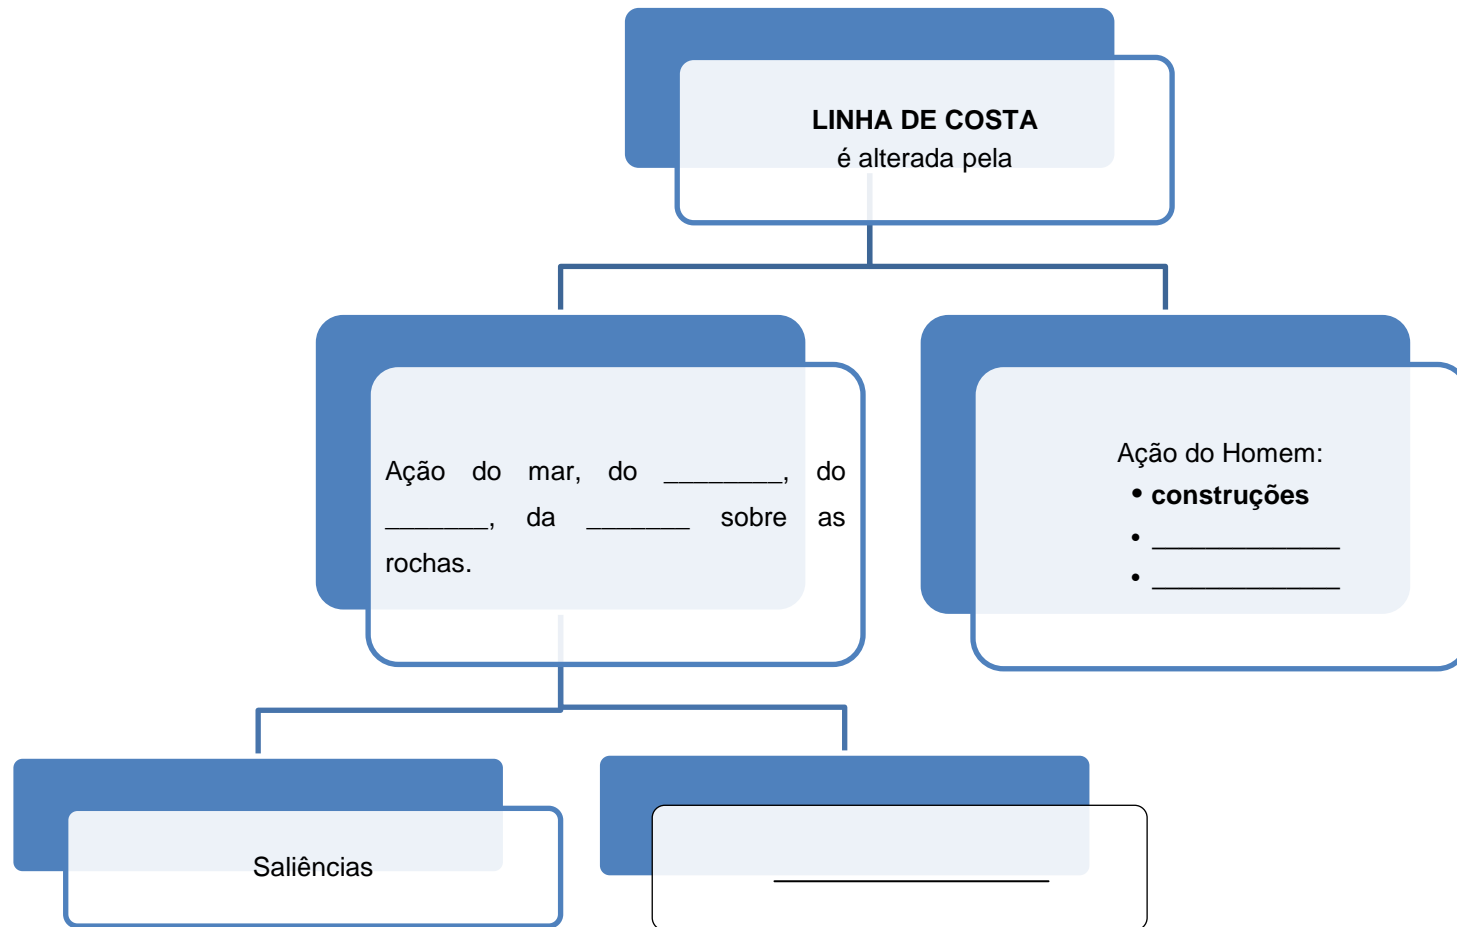 LINHA DE COSTA
é alterada pela
Ação do mar, do ________, do
_______, da _______ sobre as
rochas.
Ação do Homem:
• construções
• _____________
• _____________
Saliências
___________________